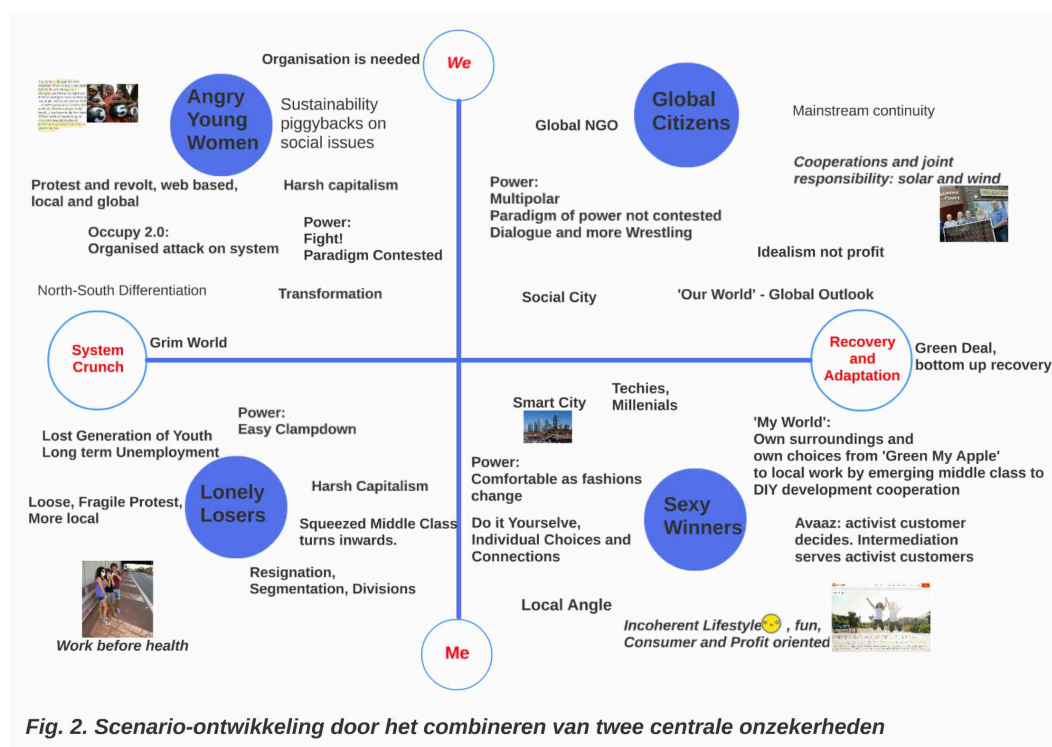 Organisation is needed
We
Angry
Young
Women
Sustainability
piggybacks on
social issues
Protest and revolt, web based,
local and global
Harsh capitalism
Occupy 2.0:
Organised attack on system
Power:
Fight!
Paradigm Contested
North-South Differentiation
Transformation
Global
Citizens
Global NGO
Mainstream continuity
Cooperations and joint
responsibility: solar and wind
Power:
Multipolar
Paradigm of power not contested
Dialogue and more Wrestling
Idealism not profit
Social City
'Our World' - Global Outlook
System
Crunch
Grim World
Recovery
and
Adaptation
Green Deal,
bottom up recovery
Power:
Easy Clampdown
Lost Generation of Youth
Long term Unemployment
Lonely
Losers
Harsh Capitalism
Loose, Fragile Protest,
More local
Squeezed Middle Class
turns inwards.
Resignation,
Segmentation, Divisions
Work before health
Techies,
Millenials
Smart City
'My World':
Own surroundings and
own choices from 'Green My Apple'
to local work by emerging middle class to
DIY development cooperation
Power:
Comfortable as fashions
change
Sexy
Winners
Do it Yourselve,
Individual Choices and
Connections
Avaaz: activist customer
decides. Intermediation
serves activist customers
Local Angle
Incoherent Lifestyle , fun,
Consumer and Profit oriented
Me
Fig. 2. Scenario-ontwikkeling door het combineren van twee centrale onzekerheden